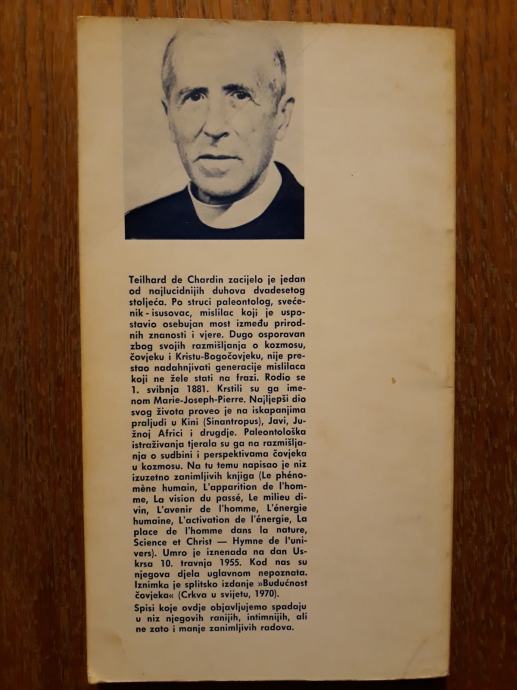 Teilhard de Chardin zacijelo je jedan
od najlucidnijih duhova dvadesetog
stoljeća. Po struci paleontolog, sveće-
nik - isusovac, mislilac koji je uspo-
stavio osebujan most između prirod-
nih znanosti i vjere. Dugo osporavan
zbog svojih razmišljanja o kozmosu,
čovjeku i Kristu-Bogočovjeku, nije pre-
stao nadahnjivati generacije mislilaca
koji ne žele stati na frazi. Rodio se
1. svibnja 1881. Krstili su ga ime-
nom Marie-Joseph-Pierre. Najljepši dio
svog života proveo je na iskapanjima
praljudi u Kini (Sinantropus), Javi, Ju-
žnoj Africi i drugdje. Paleontološka
istraživanja tjerala su ga na razmišlja-
nja o sudbini i perspektivama čovjeka
u kozmosu. Na tu temu napisao je niz
izuzetno zanimljivih knjiga (Le phéno-
mène humain, L'apparition de l'hom-
me, La vision du passé, Le milieu di-
vin, L'avenir de l'homme, L'énergie
humaine, L'activation de l'énergie, La
place de l'homme dans la nature,
Science et Christ — Hymne de l'uni-
vers). Umro je iznenada na dan Us-
krsa 10. travnja 1955. Kod nas su
njegova djela uglavnom nepoznata.
Iznimka je splitsko izdanje »Budućnost
čovjeka« (Crkva u svijetu, 1970).
Spisi koje ovdje objavljujemo spadaju
u niz njegovih ranijih, intimnijih, ali
ne zato i manje zanimljivih radova.